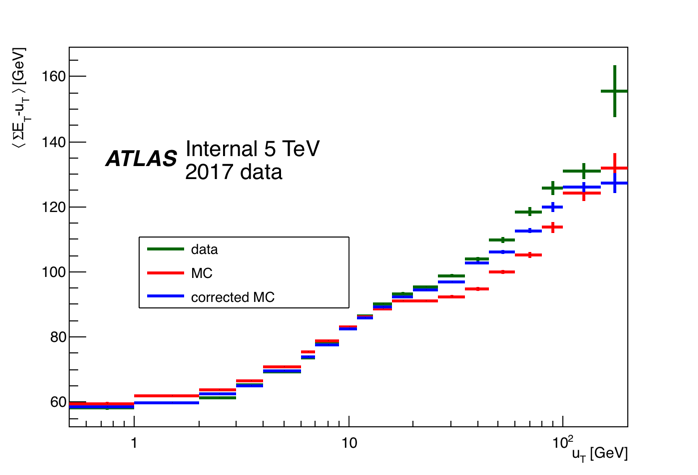 ⟨ ΣE_T-u_T ⟩ [GeV]
160
140
120
100
80
60
ATLAS Internal 5 TeV
2017 data
data
MC
corrected MC
1
10
10²
u_T [GeV]